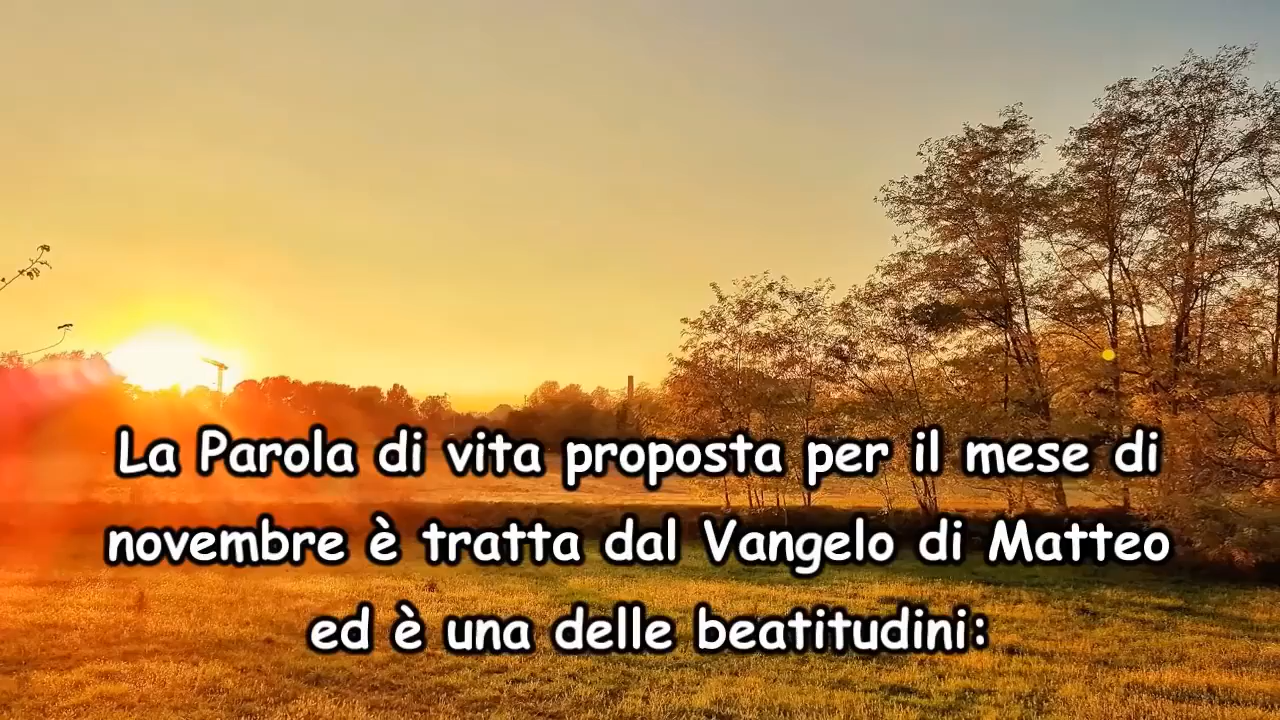 La Parola di vita proposta per il mese di
novembre è tratta dal Vangelo di Matteo
ed è una delle beatitudini: